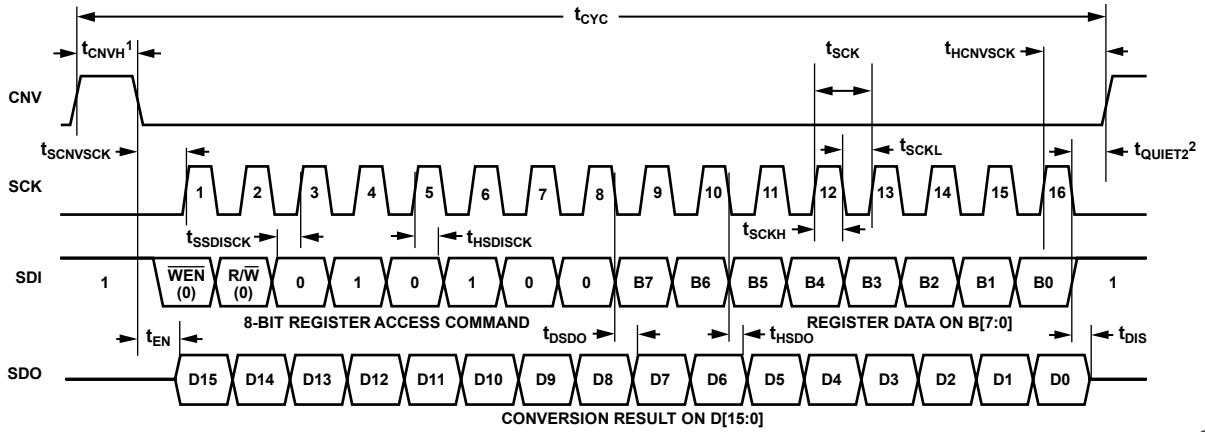 tCYC
tCNVH1 tSCK tHCNVSCK
CNV
tSCNVSCK tSCKL tQUIET22
SCK 1 2 3 4 5 6 7 8 9 10 11 12 13 14 15 16
tSSDISCK tHSDISCK tSCKH
SDI 1 WEN (0) R/W (0) 0 1 0 1 0 0 B7 B6 B5 B4 B3 B2 B1 B0 1
8-BIT REGISTER ACCESS COMMAND REGISTER DATA ON B[7:0]
tEN tDSDO tHSDO tDIS
SDO D15 D14 D13 D12 D11 D10 D9 D8 D7 D6 D5 D4 D3 D2 D1 D0
CONVERSION RESULT ON D[15:0]